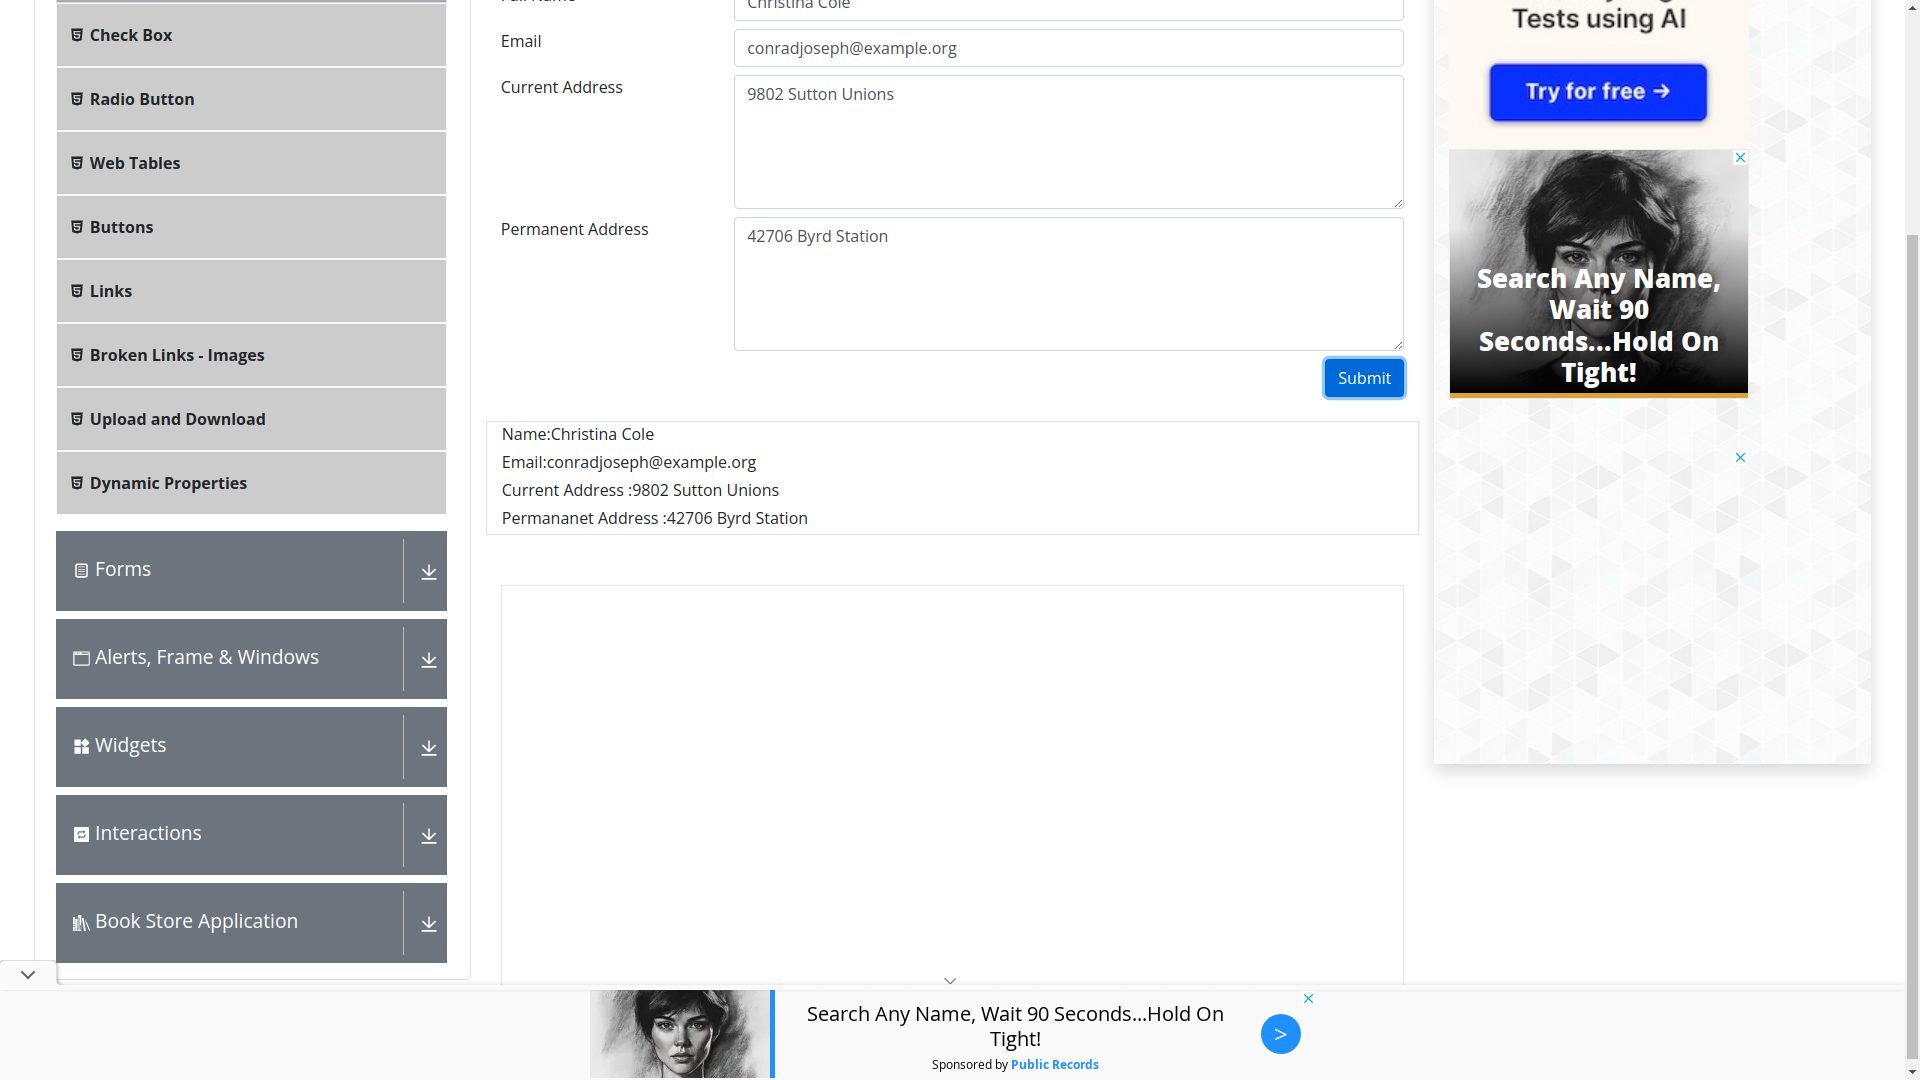 Check Box
Radio Button
Web Tables
Buttons
Links
Broken Links - Images
Upload and Download
Dynamic Properties
Forms
Alerts, Frame & Windows
Widgets
Interactions
Book Store Application
Christina Cole
Email
conradjoseph@example.org
Current Address
9802 Sutton Unions
Permanent Address
42706 Byrd Station
Submit
Name:Christina Cole
Email:conradjoseph@example.org
Current Address :9802 Sutton Unions
Permananet Address :42706 Byrd Station
Tests using AI
Try for free →
Search Any Name,
Wait 90
Seconds...Hold On
Tight!
Search Any Name, Wait 90 Seconds...Hold On
Tight!
Sponsored by Public Records
>